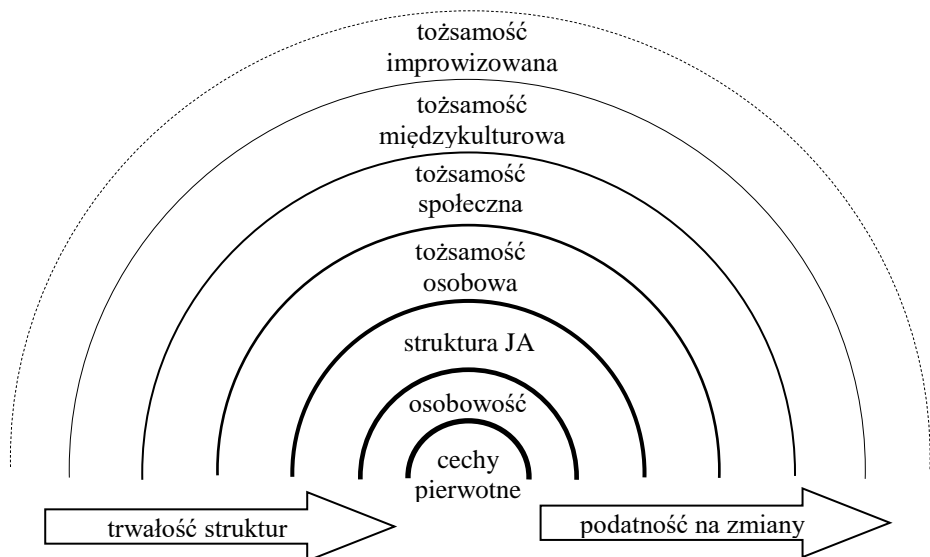 tożsamość
improwizowana
tożsamość
międzykulturowa
tożsamość
społeczna
tożsamość
osobowa
struktura JA
osobowość
cechy
pierwotne
trwałość struktur
podatność na zmiany